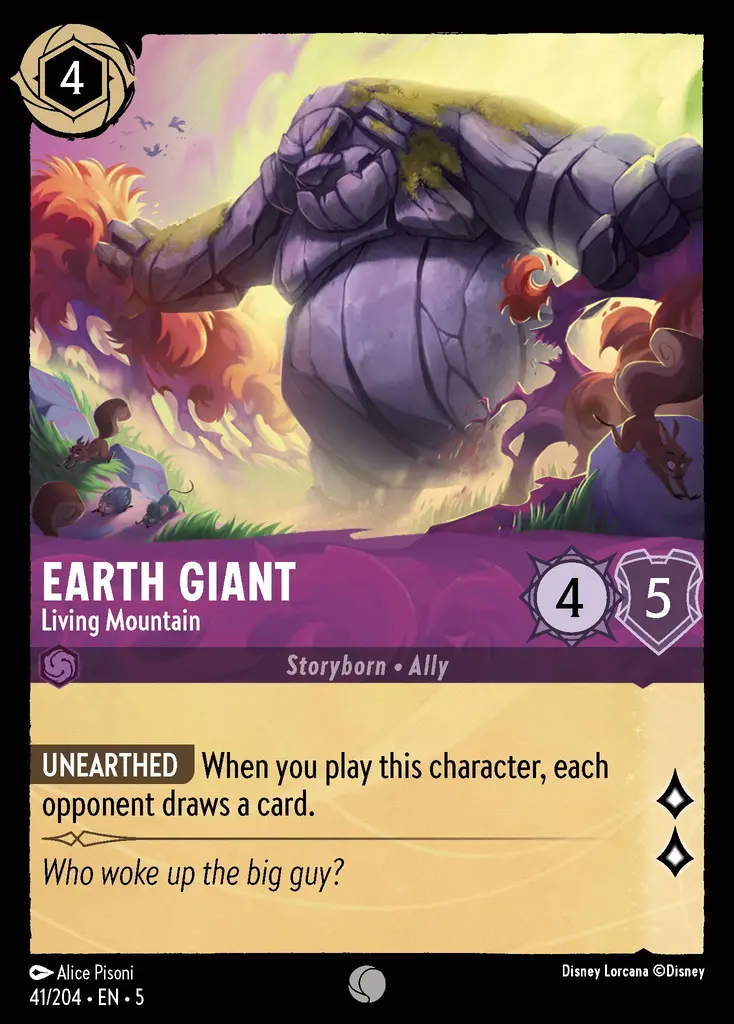 4
EARTH GIANT
Living Mountain
4
5
Storyborn • Ally
UNEARTHED When you play this character, each
opponent draws a card.
Who woke up the big guy?
Alice Pisoni
Disney Lorcana ©Disney
41/204 • EN • 5